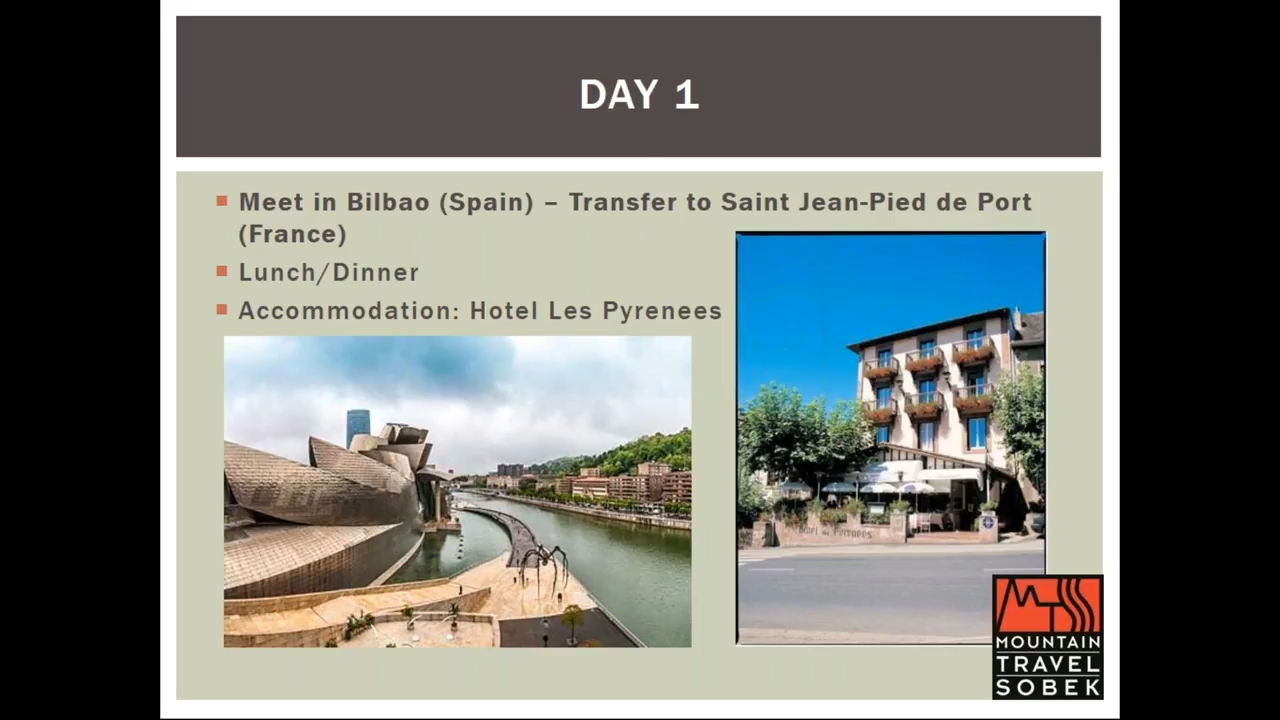 DAY 1
Meet in Bilbao (Spain) – Transfer to Saint Jean-Pied de Port
(France)
Lunch/Dinner
Accommodation: Hotel Les Pyrenees
MTS
MOUNTAIN
TRAVEL
SOBEK